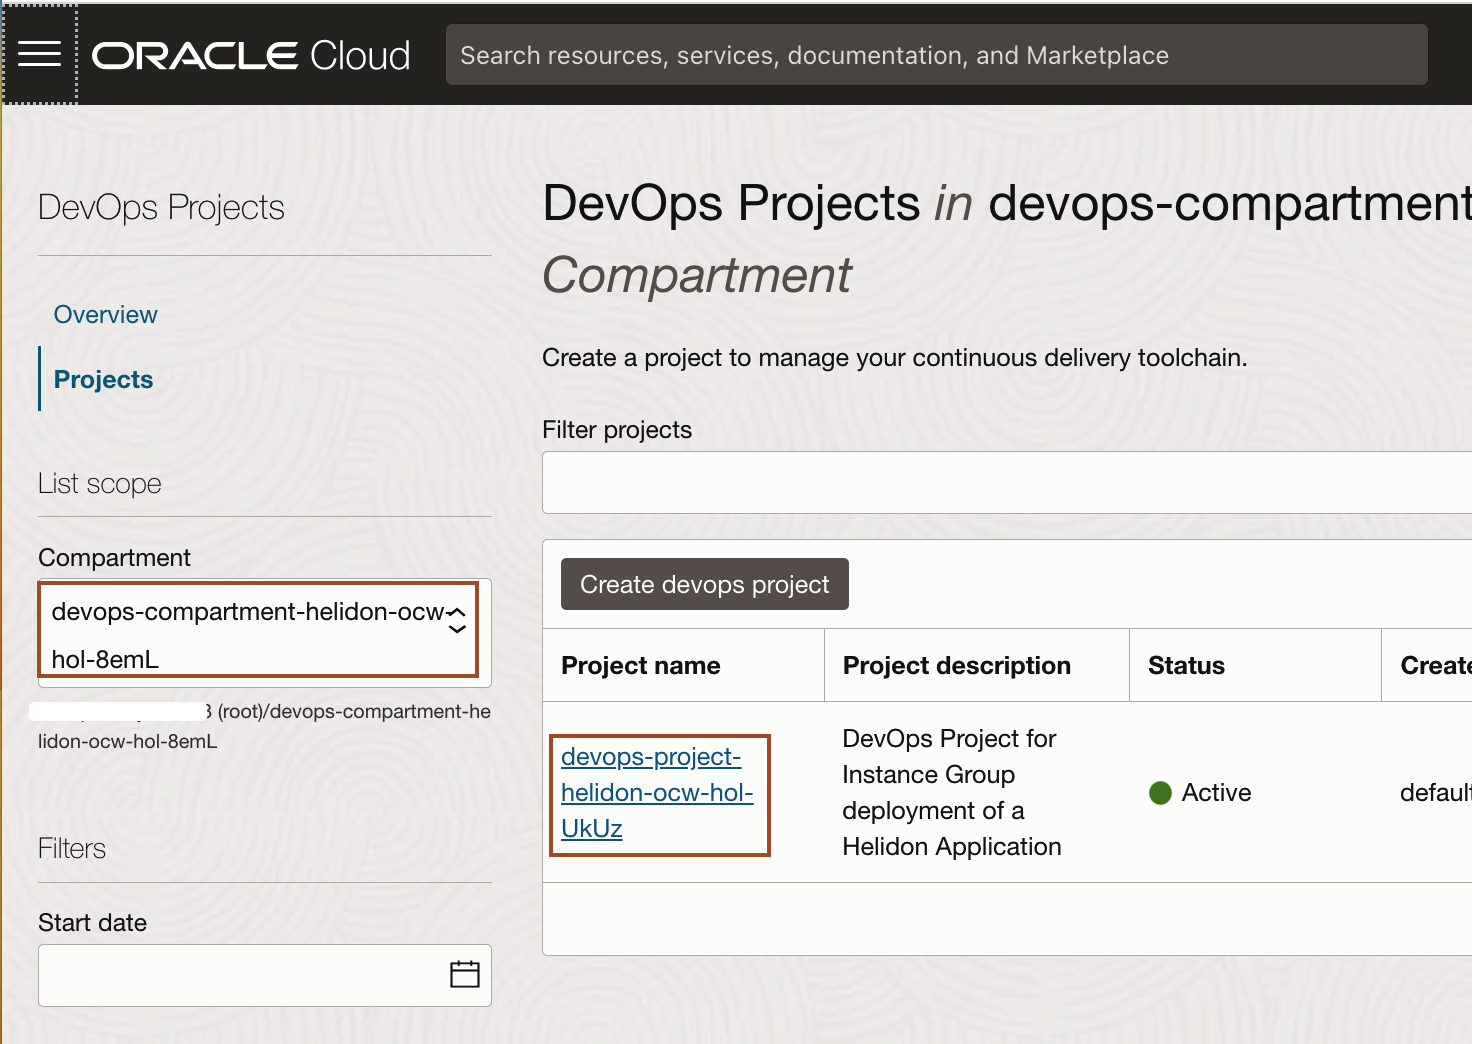 ORACLE Cloud
Search resources, services, documentation, and Marketplace
DevOps Projects
Overview
Projects
List scope
Compartment
devops-compartment-helidon-ocw-
hol-8emL
(root)/devops-compartment-he
lidon-ocw-hol-8emL
Filters
Start date
DevOps Projects in devops-compartment
Compartment
Create a project to manage your continuous delivery toolchain.
Filter projects
Create devops project
Project name
Project description
Status
Create
devops-project-
helidon-ocw-hol-
UkUz
DevOps Project for
Instance Group
deployment of a
Helidon Application
Active
default